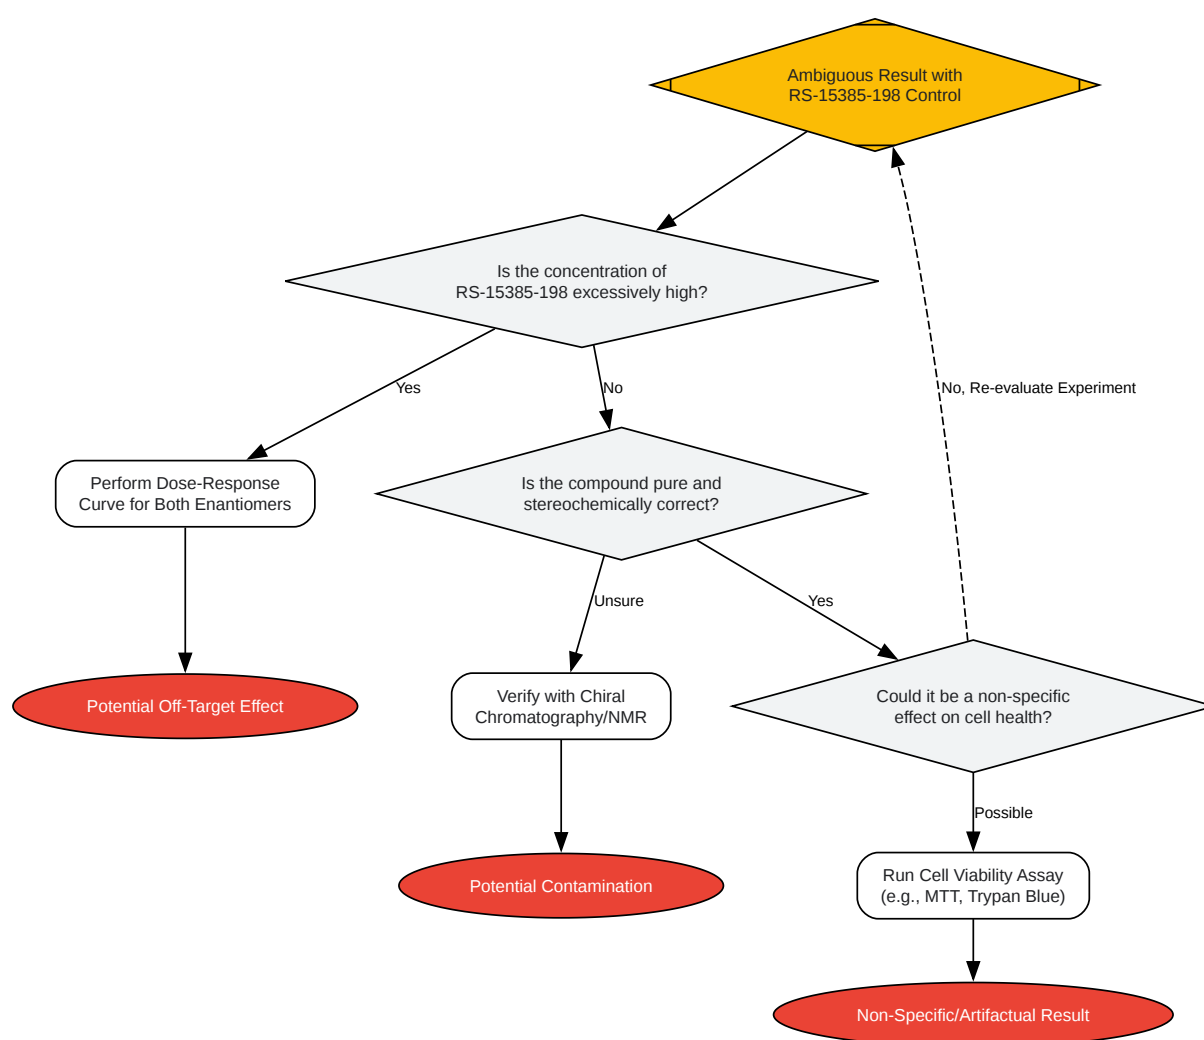 Ambiguous Result with
RS-15385-198 Control
Is the concentration of
RS-15385-198 excessively high?
Yes
No
No, Re-evaluate Experiment
Perform Dose-Response
Curve for Both Enantiomers
Is the compound pure and
stereochemically correct?
Unsure
Yes
Potential Off-Target Effect
Verify with Chiral
Chromatography/NMR
Could it be a non-specific
effect on cell health?
Possible
Potential Contamination
Run Cell Viability Assay
(e.g., MTT, Trypan Blue)
Non-Specific/Artifactual Result